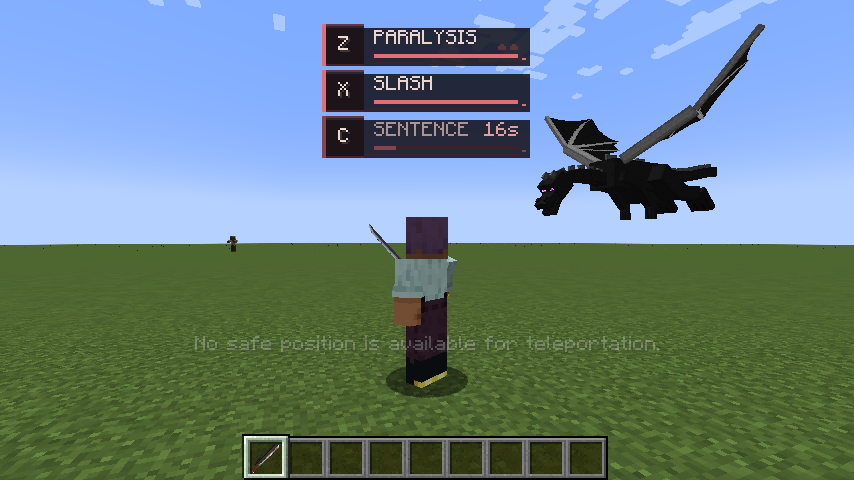 Z PARALYSIS
X SLASH
C SENTENCE 16s
No safe position is available for teleportation.